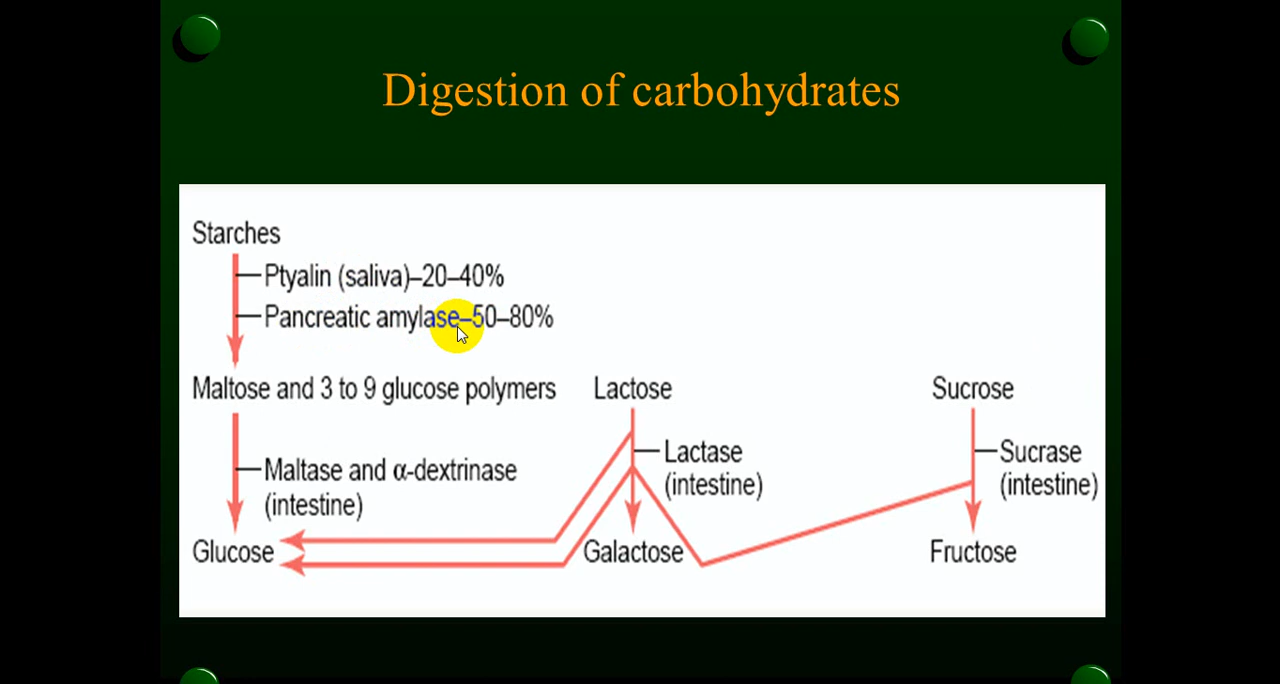 Digestion of carbohydrates
Starches
Ptyalin (saliva)–20–40%
Pancreatic amylase–50–80%
Maltose and 3 to 9 glucose polymers
Lactose
Sucrose
Maltase and α-dextrinase
(intestine)
Lactase
(intestine)
Sucrase
(intestine)
Glucose
Galactose
Fructose